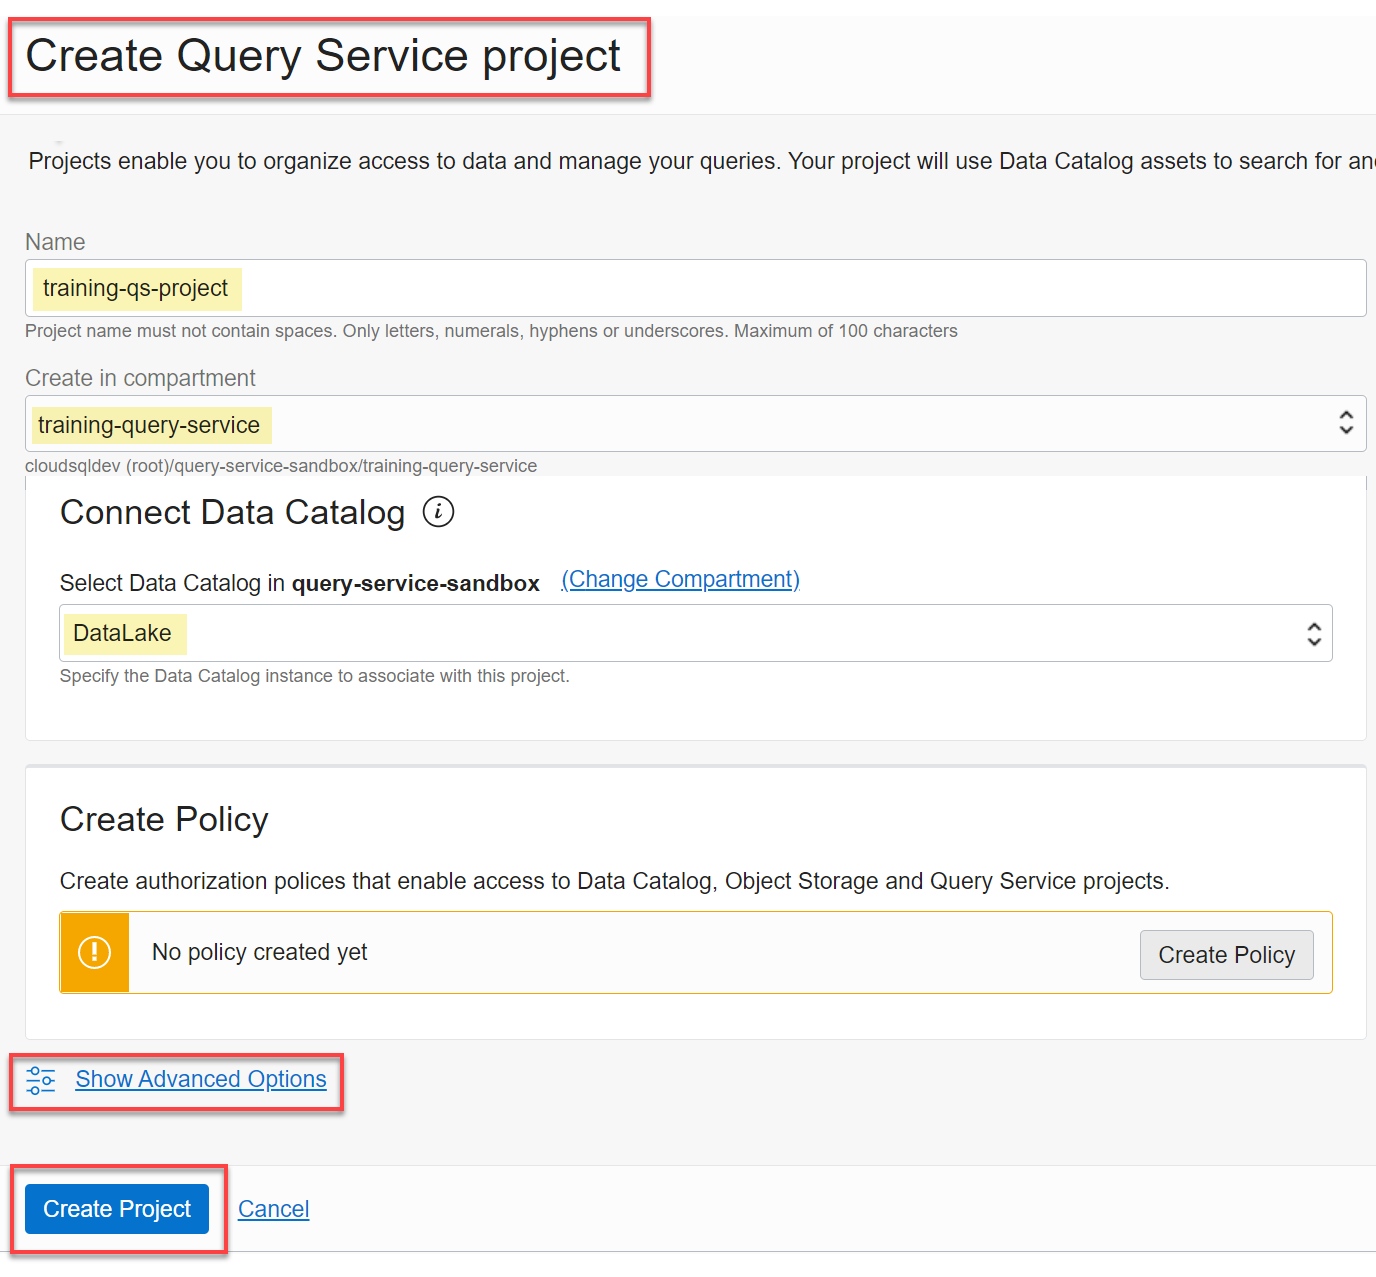 Create Query Service project
Projects enable you to organize access to data and manage your queries. Your project will use Data Catalog assets to search for
Name
training-qs-project
Project name must not contain spaces. Only letters, numerals, hyphens or underscores. Maximum of 100 characters
Create in compartment
training-query-service
cloudsqldev (root)/query-service-sandbox/training-query-service
Connect Data Catalog
Select Data Catalog in query-service-sandbox (Change Compartment)
DataLake
Specify the Data Catalog instance to associate with this project.
Create Policy
Create authorization polices that enable access to Data Catalog, Object Storage and Query Service projects.
No policy created yet
Create Policy
Show Advanced Options
Create Project Cancel